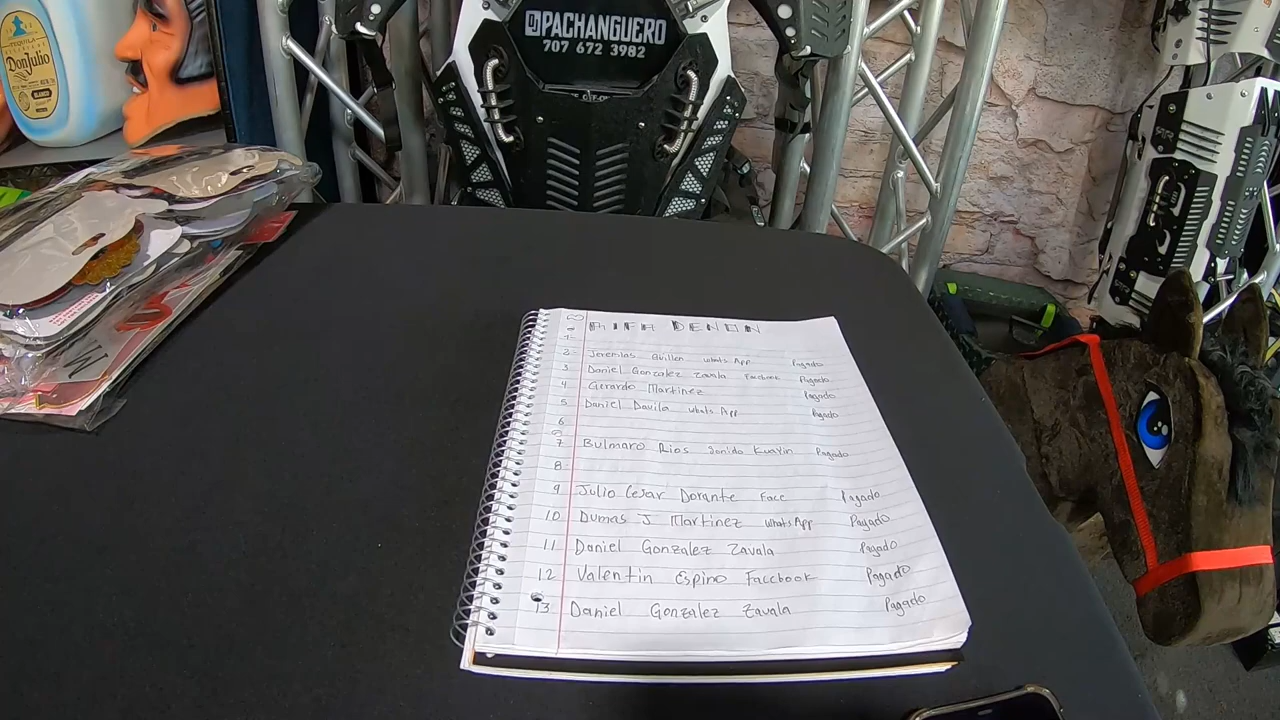 Don Julio
@PACHANGUERO
707 672 3982
RIFA DENON
1
2 Jeremias Guillen whats App Pagado
3 Daniel Gonzalez Zavala Facebook Pagado
4 Gerardo Martinez Pagado
5 Daniel Davila whats App Pagado
6
7 Bulmaro Rios Sonido Kuavin Pagado
8
9 Julio Cesar Dorante Face Pagado
10 Dumas J Martinez whats App Pagado
11 Daniel Gonzalez Zavala Pagado
12 Valentin Espino Facebook Pagado
13 Daniel Gonzalez Zavala Pagado